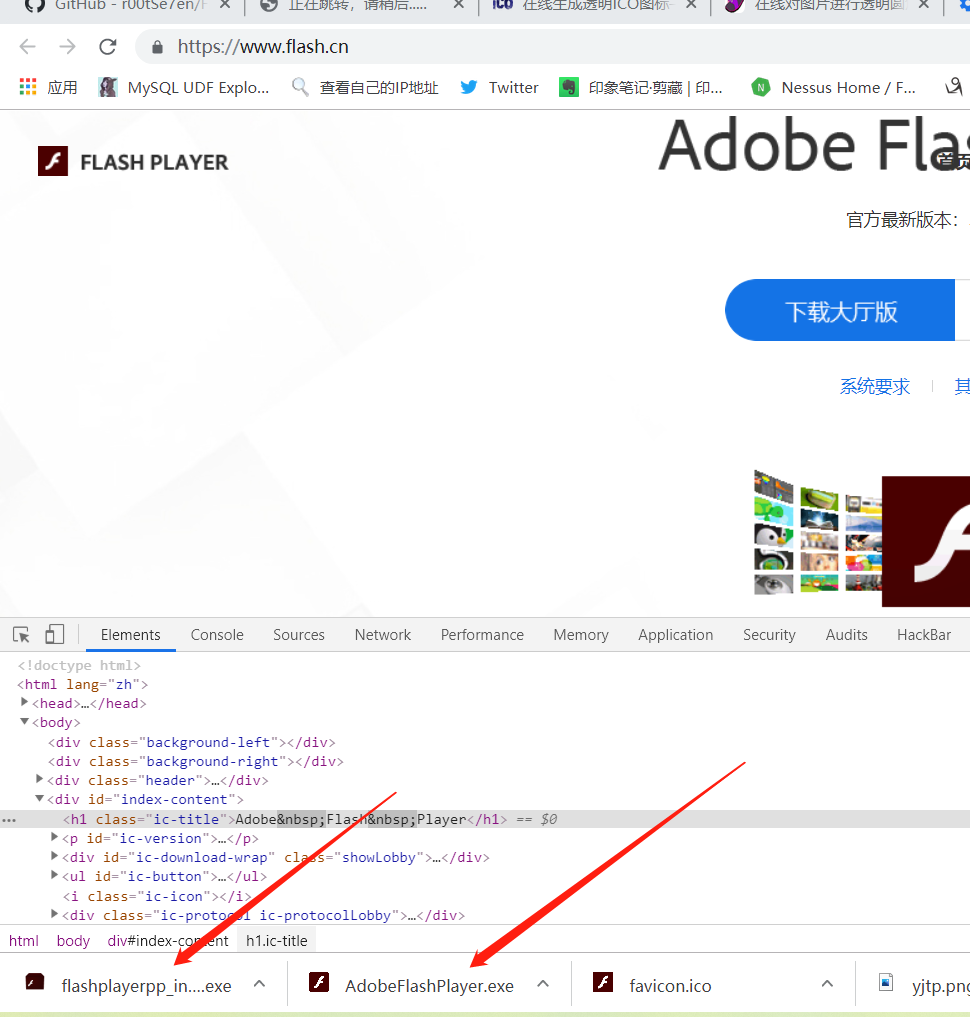 GitHub - r00tSe7en/F
正在跳转，请稍后.....
ICO
在线生成透明ICO图标
在线对图片进行透明圆
https://www.flash.cn
应用
MySQL UDF Explo...
查看自己的IP地址
Twitter
印象笔记·剪藏 | 印...
N
Nessus Home / F...
FLASH PLAYER
Adobe Fla
首页
官方最新版本：
下载大厅版
系统要求
其
Elements Console Sources Network Performance Memory Application Security Audits HackBar
<!doctype html>
<html lang="zh">
<head>…</head>
<body>
<div class="background-left"></div>
<div class="background-right"></div>
<div class="header">…</div>
<div id="index-content">
<h1 class="ic-title">Adobe&nbsp;Flash&nbsp;Player</h1> == $0
<p id="ic-version">…</p>
<div id="ic-download-wrap" class="showLobby">…</div>
<ul id="ic-button">…</ul>
<i class="ic-icon"></i>
<div class="ic-protocol ic-protocolLobby">…</div>
html body div#index-content h1.ic-title
flashplayerpp_in....exe
AdobeFlashPlayer.exe
favicon.ico
yjtp.png